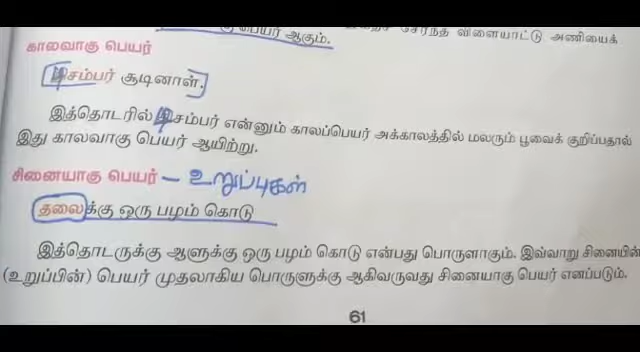 பெயர் ஆகும். சேர்ந்த விளையாட்டு அணியைக்
காலவாகு பெயர்
டிசம்பர் சூடினாள்.
இத்தொடரில் டிசம்பர் என்னும் காலப்பெயர் அக்காலத்தில் மலரும் பூவைக் குறிப்பதால்
இது காலவாகு பெயர் ஆயிற்று.
சினையாகு பெயர் – உறுப்புகள்
தலைக்கு ஒரு பழம் கொடு
இத்தொடருக்கு ஆளுக்கு ஒரு பழம் கொடு என்பது பொருளாகும். இவ்வாறு சினையின்
(உறுப்பின்) பெயர் முதலாகிய பொருளுக்கு ஆகிவருவது சினையாகு பெயர் எனப்படும்.
61